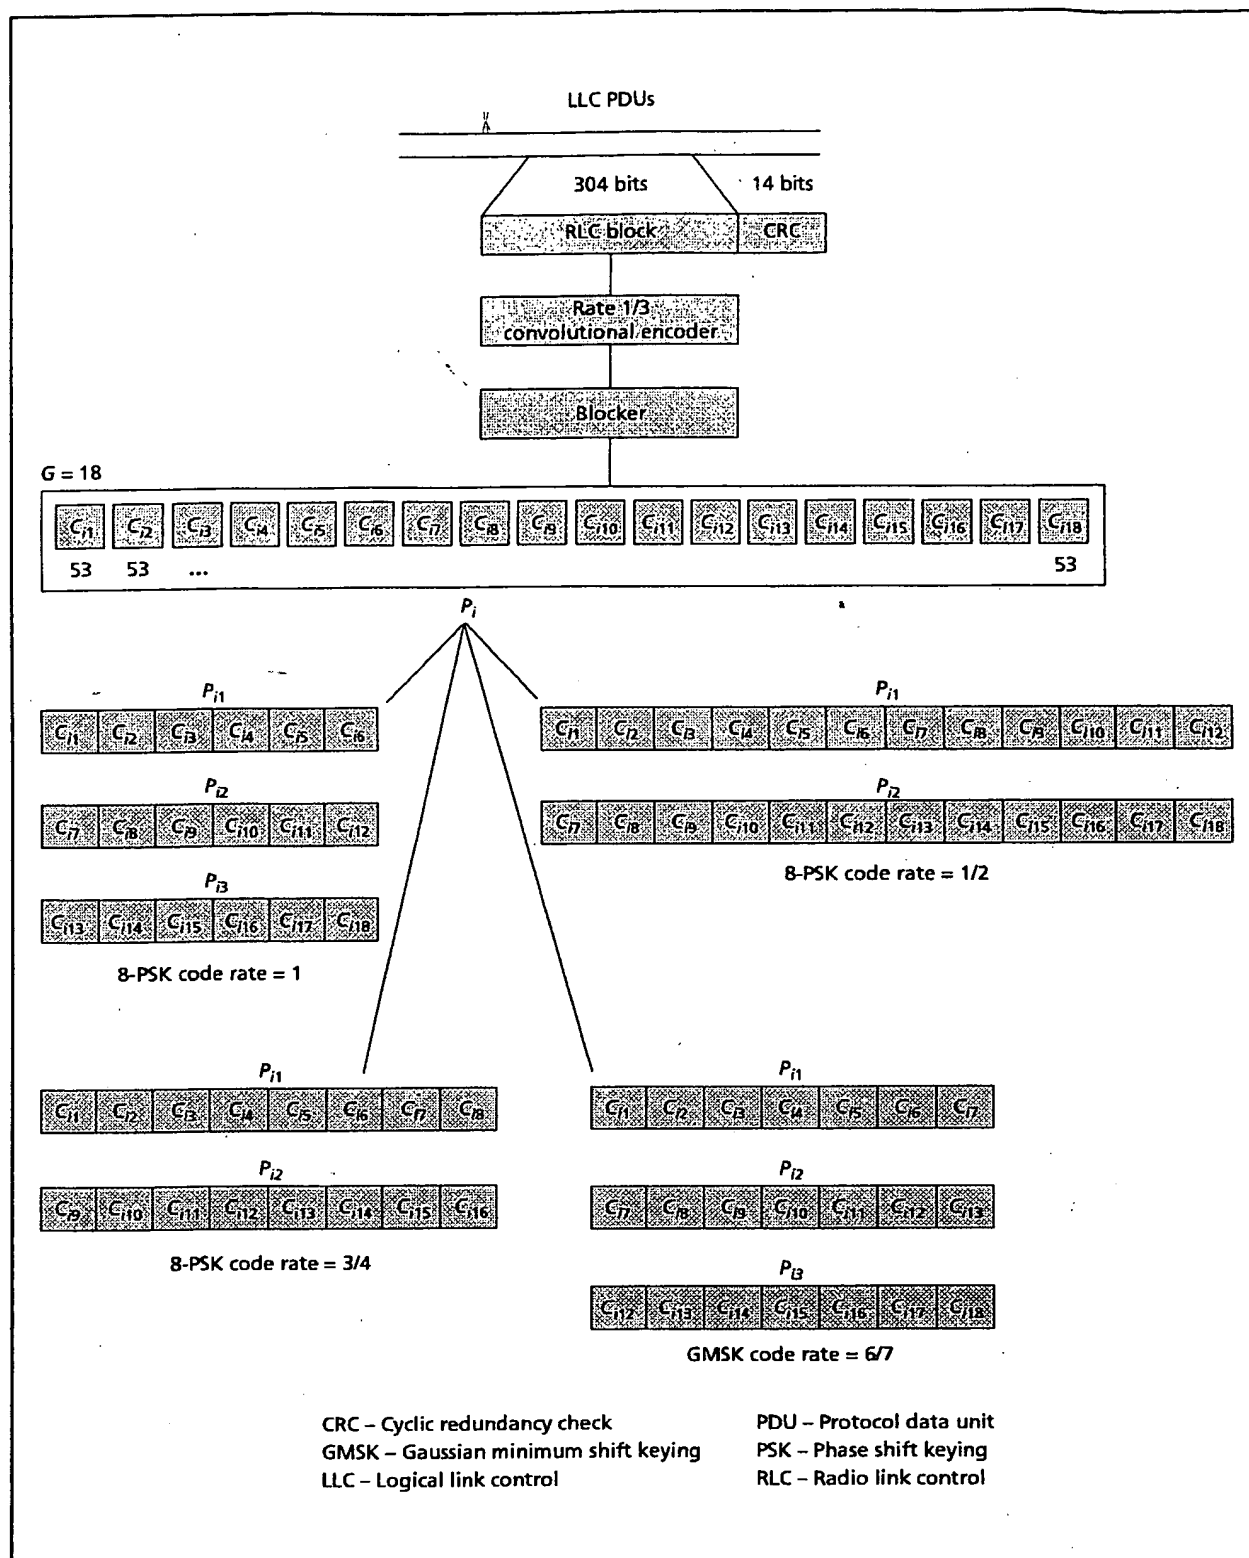 LLC PDUs
304 bits 14 bits
RLC block CRC
Rate 1/3
convolutional encoder
Blocker
G = 18
Ci1 Ci2 Ci3 Ci4 Ci5 Ci6 Ci7 Ci8 Ci9 Ci10 Ci11 Ci12 Ci13 Ci14 Ci15 Ci16 Ci17 Ci18
53 53 ... 53
Pi
Pi1
Ci1 Ci2 Ci3 Ci4 Ci5 Ci6
Pi2
Ci7 Ci8 Ci9 Ci10 Ci11 Ci12
Pi3
Ci13 Ci14 Ci15 Ci16 Ci17 Ci18
8-PSK code rate = 1
Pi1
Ci1 Ci2 Ci3 Ci4 Ci5 Ci6 Ci7 Ci8 Ci9 Ci10 Ci11 Ci12
Pi2
Ci7 Ci8 Ci9 Ci10 Ci11 Ci12 Ci13 Ci14 Ci15 Ci16 Ci17 Ci18
8-PSK code rate = 1/2
Pi1
Ci1 Ci2 Ci3 Ci4 Ci5 Ci6 Ci7 Ci8
Pi2
Ci9 Ci10 Ci11 Ci12 Ci13 Ci14 Ci15 Ci16
8-PSK code rate = 3/4
Pi1
Ci1 Ci2 Ci3 Ci4 Ci5 Ci6 Ci7
Pi2
Ci7 Ci8 Ci9 Ci10 Ci11 Ci12 Ci13
Pi3
Ci12 Ci13 Ci14 Ci15 Ci16 Ci17 Ci18
GMSK code rate = 6/7
CRC – Cyclic redundancy check
GMSK – Gaussian minimum shift keying
LLC – Logical link control
PDU – Protocol data unit
PSK – Phase shift keying
RLC – Radio link control